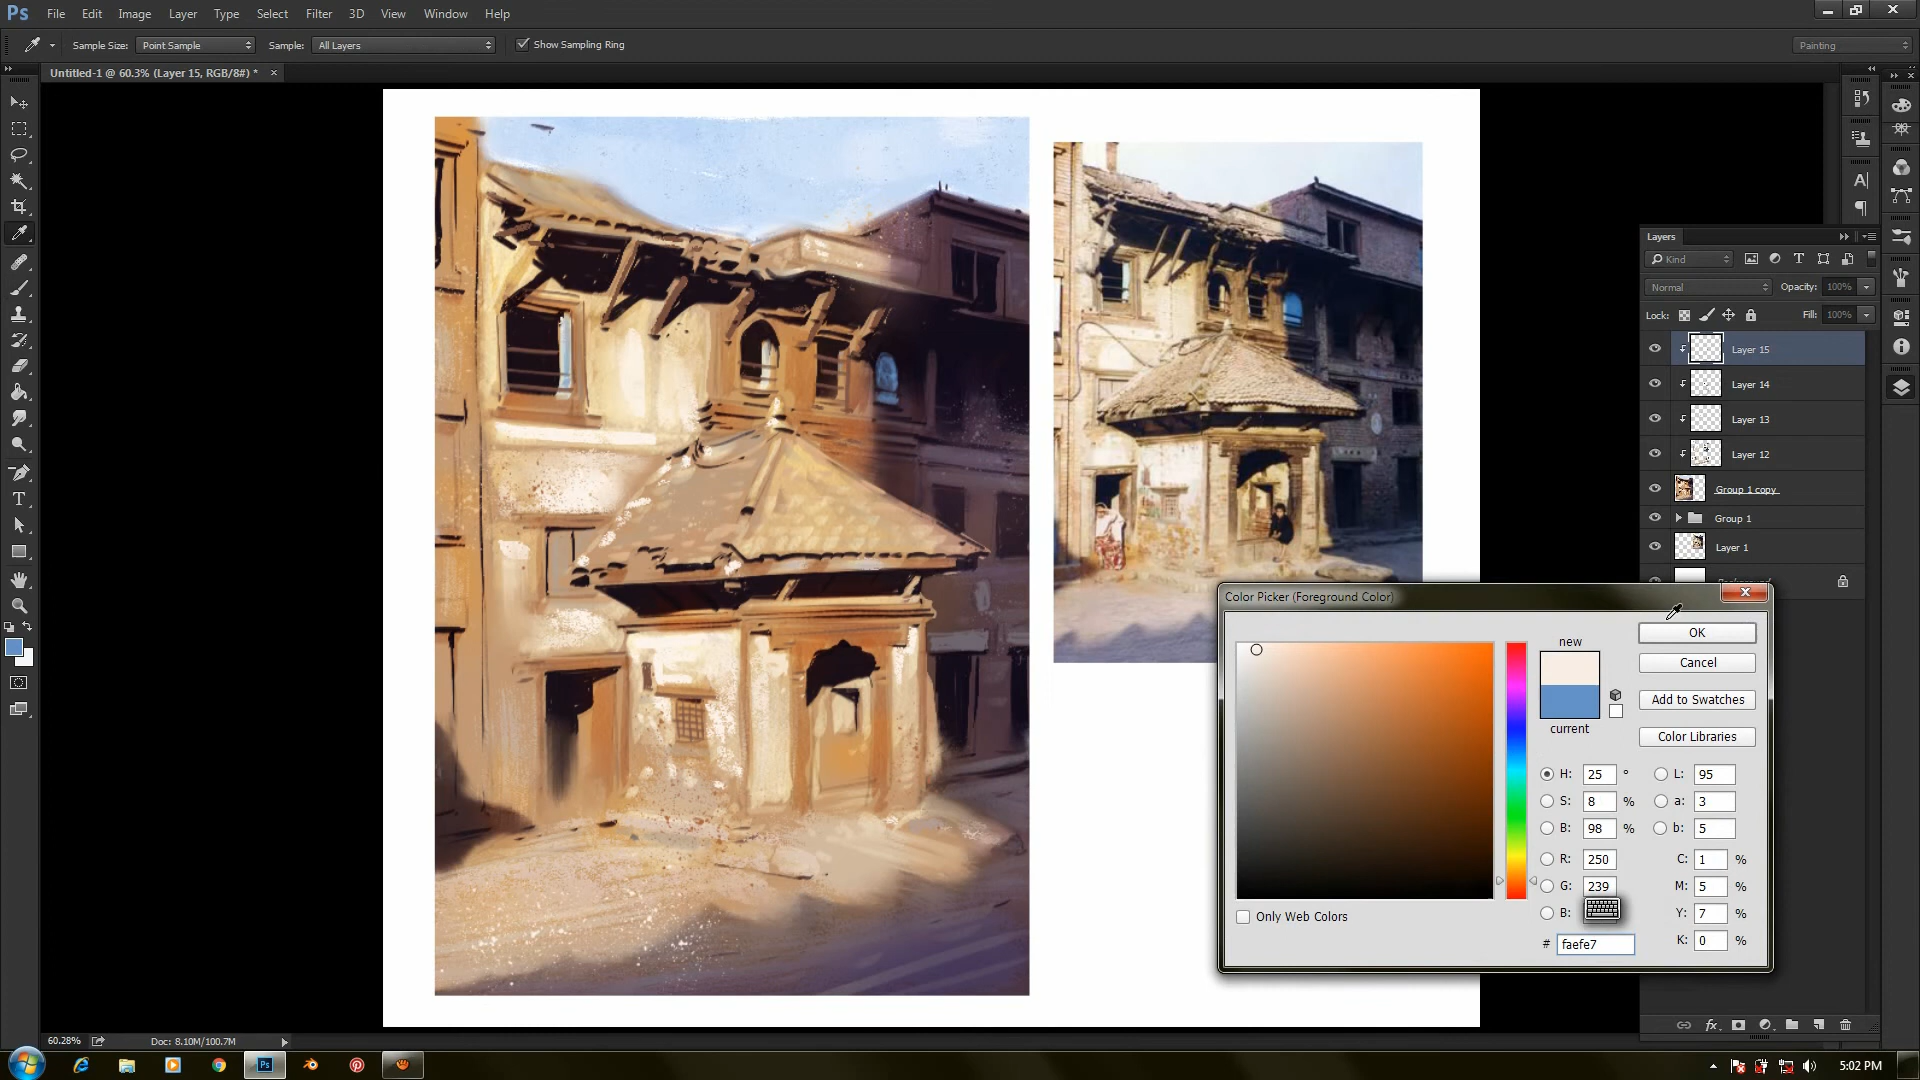 Ps File Edit Image Layer Type Select Filter 3D View Window Help
Sample Size: Point Sample Sample: All Layers Show Sampling Ring Painting
Untitled-1 @ 60.3% (Layer 15, RGB/8#) * ×
Layers
Kind
Normal Opacity: 100%
Lock: Fill: 100%
Layer 15
Layer 14
Layer 13
Layer 12
Group 1 copy
Group 1
Layer 1
Background
Color Picker (Foreground Color)
new
current
OK
Cancel
Add to Swatches
Color Libraries
H: 25 ° L: 95
S: 8 % a: 3
B: 98 % b: 5
R: 250 C: 1 %
G: 239 M: 5 %
B: Y: 7 %
# faefe7 K: 0 %
Only Web Colors
60.28% Doc: 8.10M/100.7M
Ps 5:02 PM